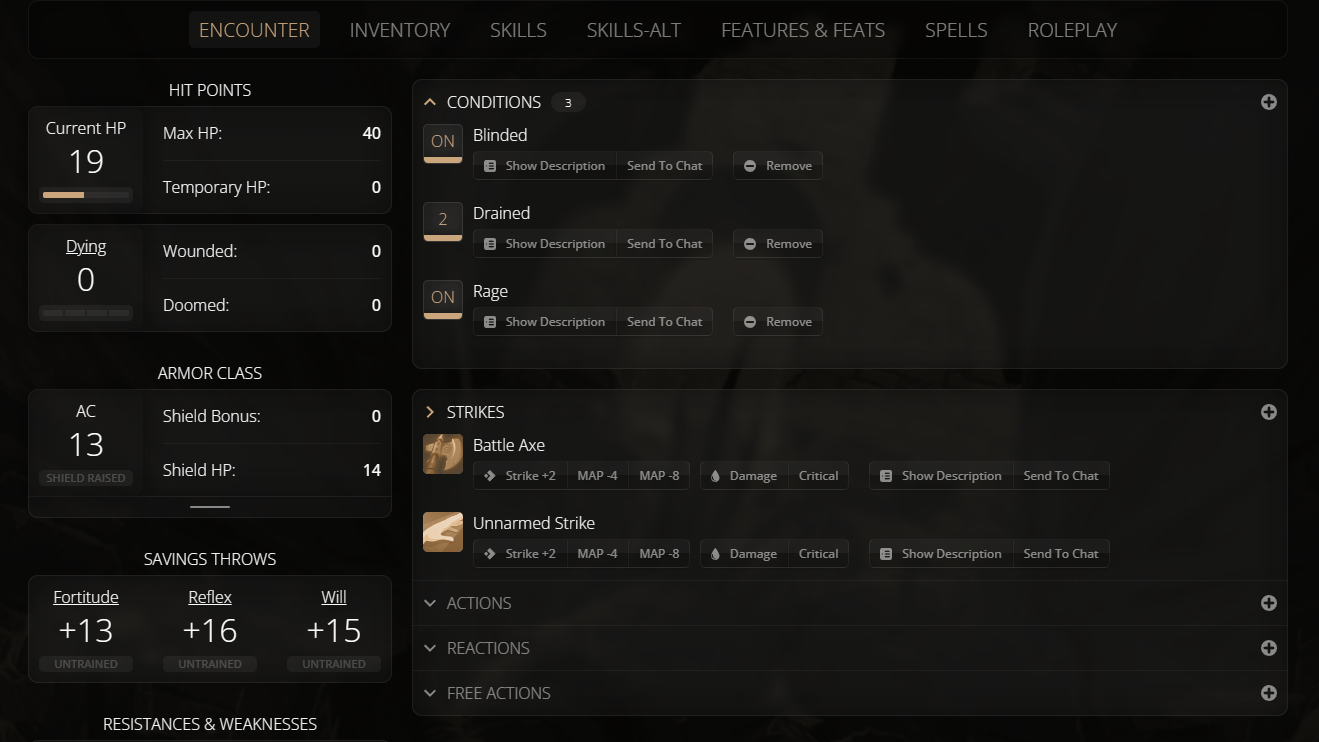 ENCOUNTER INVENTORY SKILLS SKILLS-ALT FEATURES & FEATS SPELLS ROLEPLAY
HIT POINTS
Current HP
19
Max HP: 40
Temporary HP: 0
Dying
0
Wounded: 0
Doomed: 0
ARMOR CLASS
AC
13
SHIELD RAISED
Shield Bonus: 0
Shield HP: 14
SAVINGS THROWS
Fortitude Reflex Will
+13 +16 +15
UNTRAINED UNTRAINED UNTRAINED
RESISTANCES & WEAKNESSES
CONDITIONS 3
ON Blinded
Show Description Send To Chat Remove
2 Drained
Show Description Send To Chat Remove
ON Rage
Show Description Send To Chat Remove
STRIKES
Battle Axe
Strike +2 MAP -4 MAP -8 Damage Critical Show Description Send To Chat
Unnarmed Strike
Strike +2 MAP -4 MAP -8 Damage Critical Show Description Send To Chat
ACTIONS
REACTIONS
FREE ACTIONS